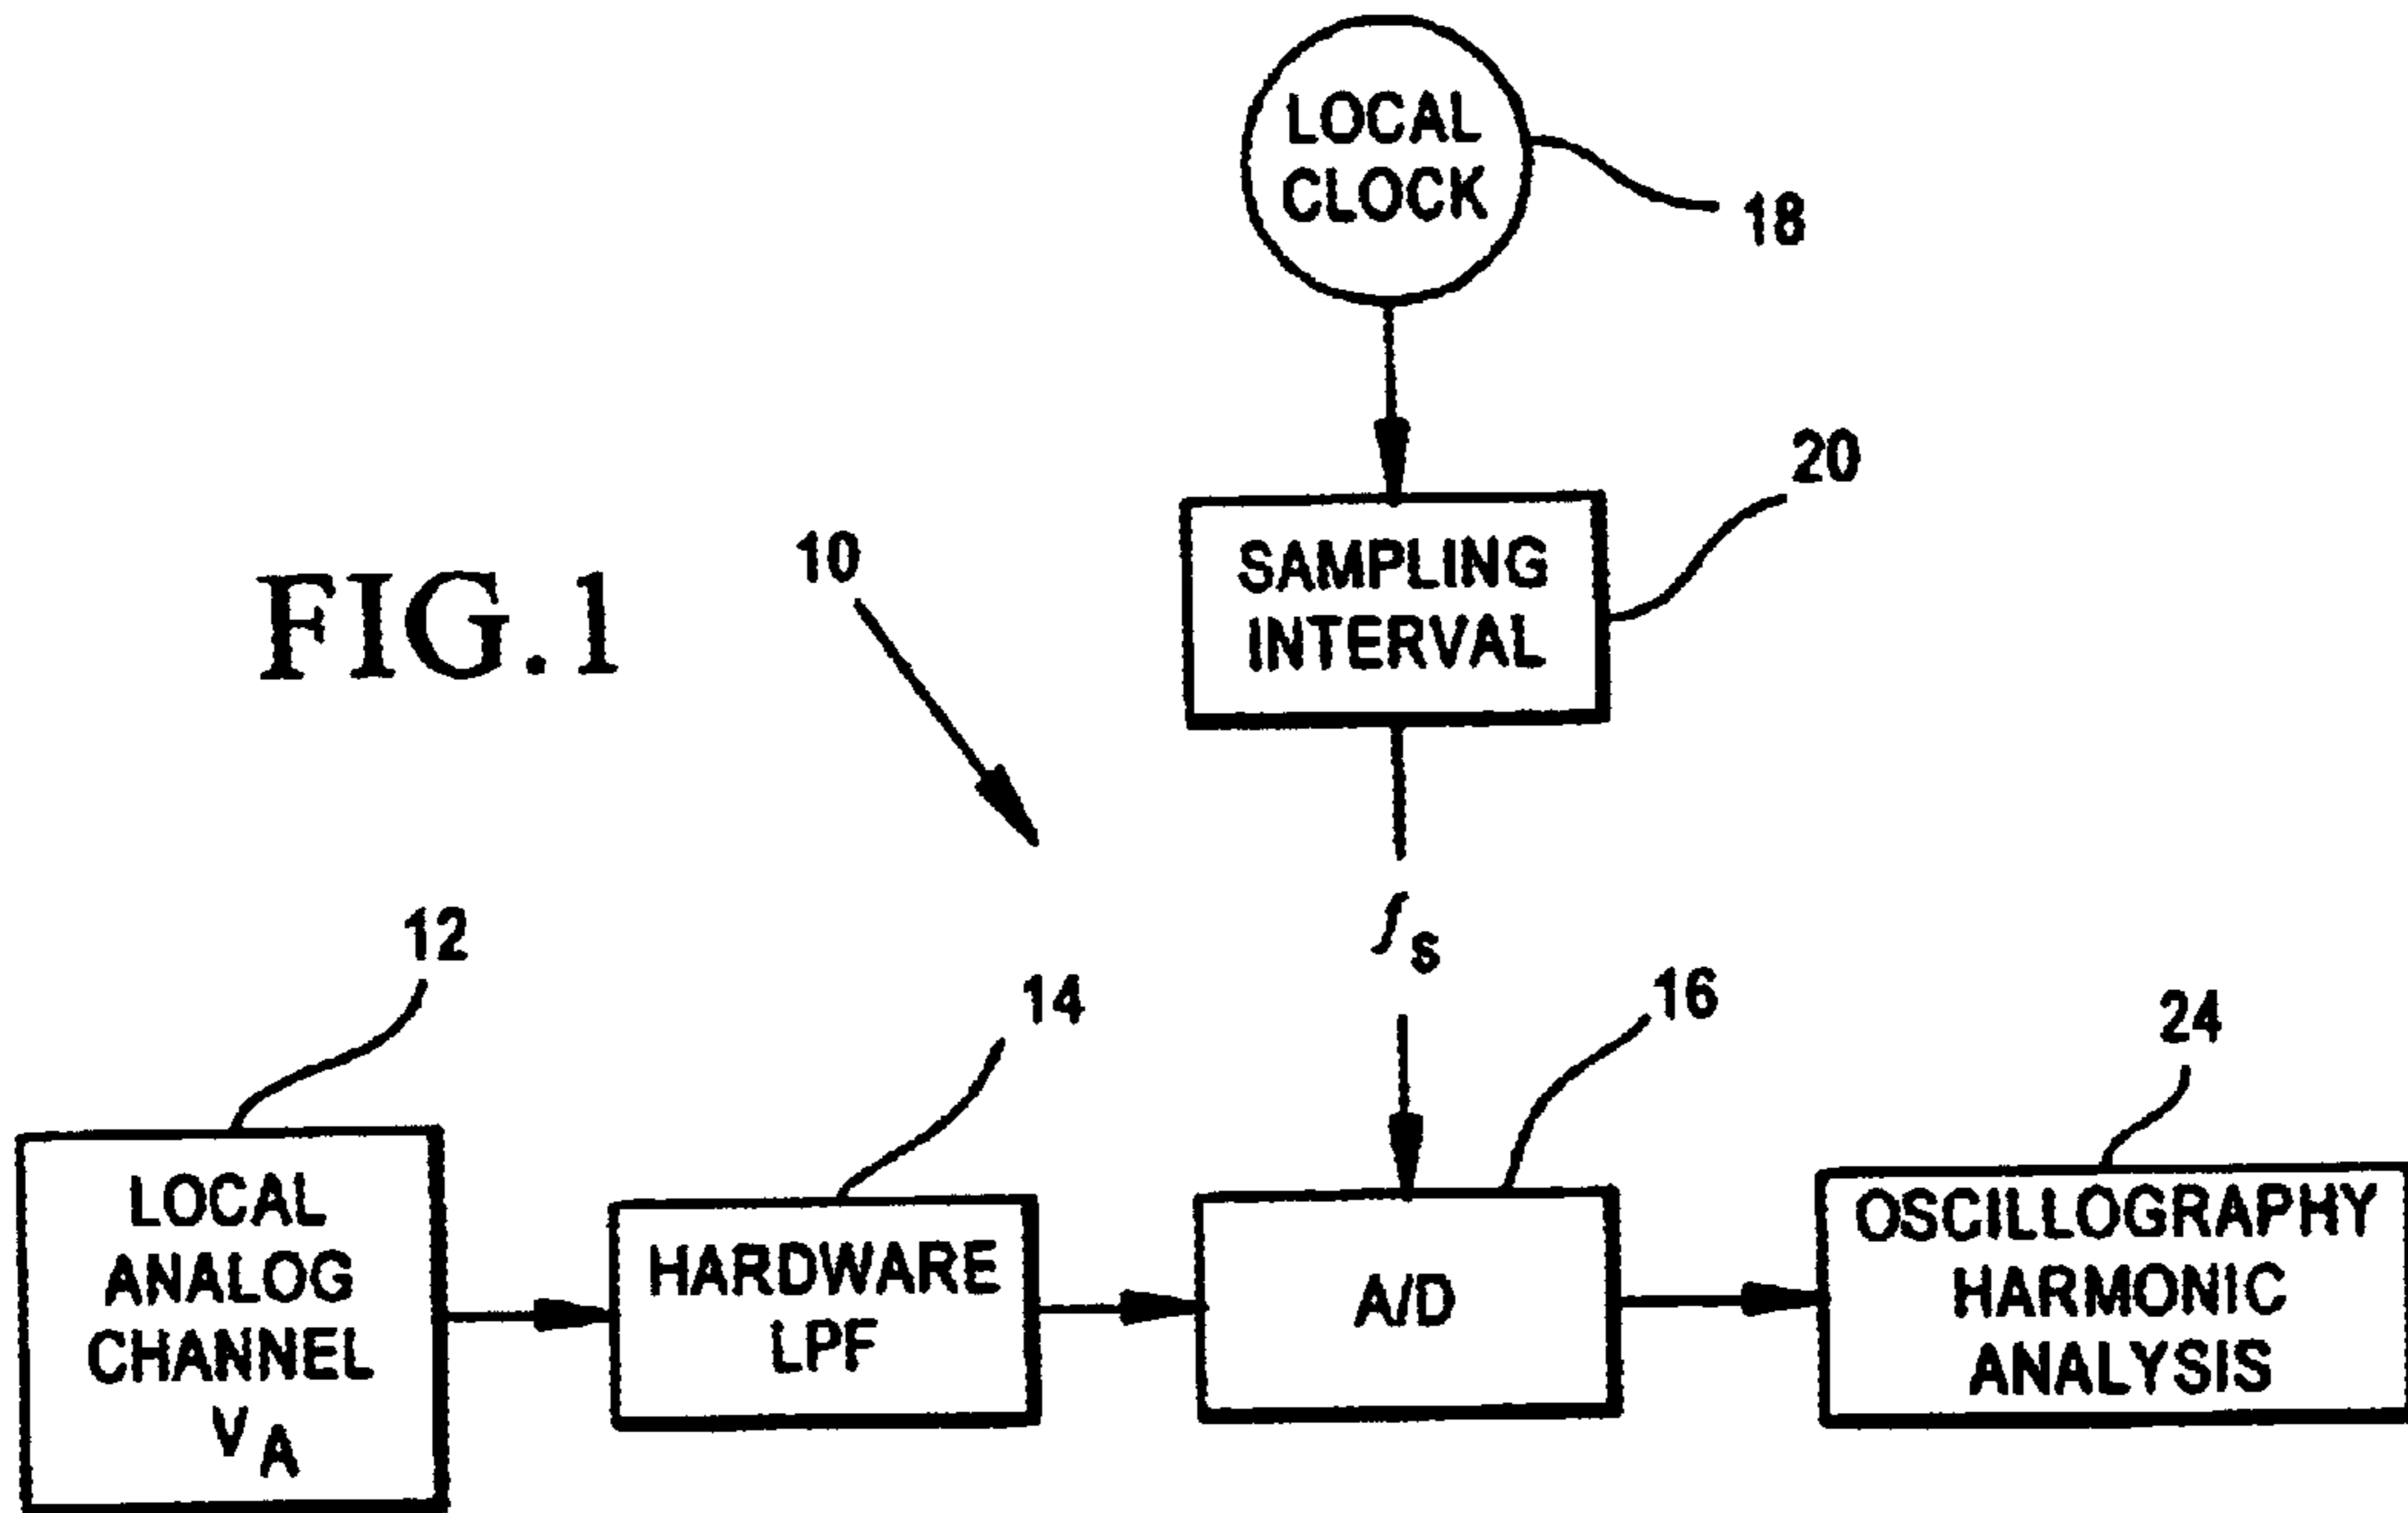 LOCAL
CLOCK
18
20
10
SAMPLING
INTERVAL
FIG.1
fs
12
14
16
24
LOCAL
ANALOG
CHANNEL
VA
HARDWARE
LPF
A/D
OSCILLOGRAPHY
HARMONIC
ANALYSIS